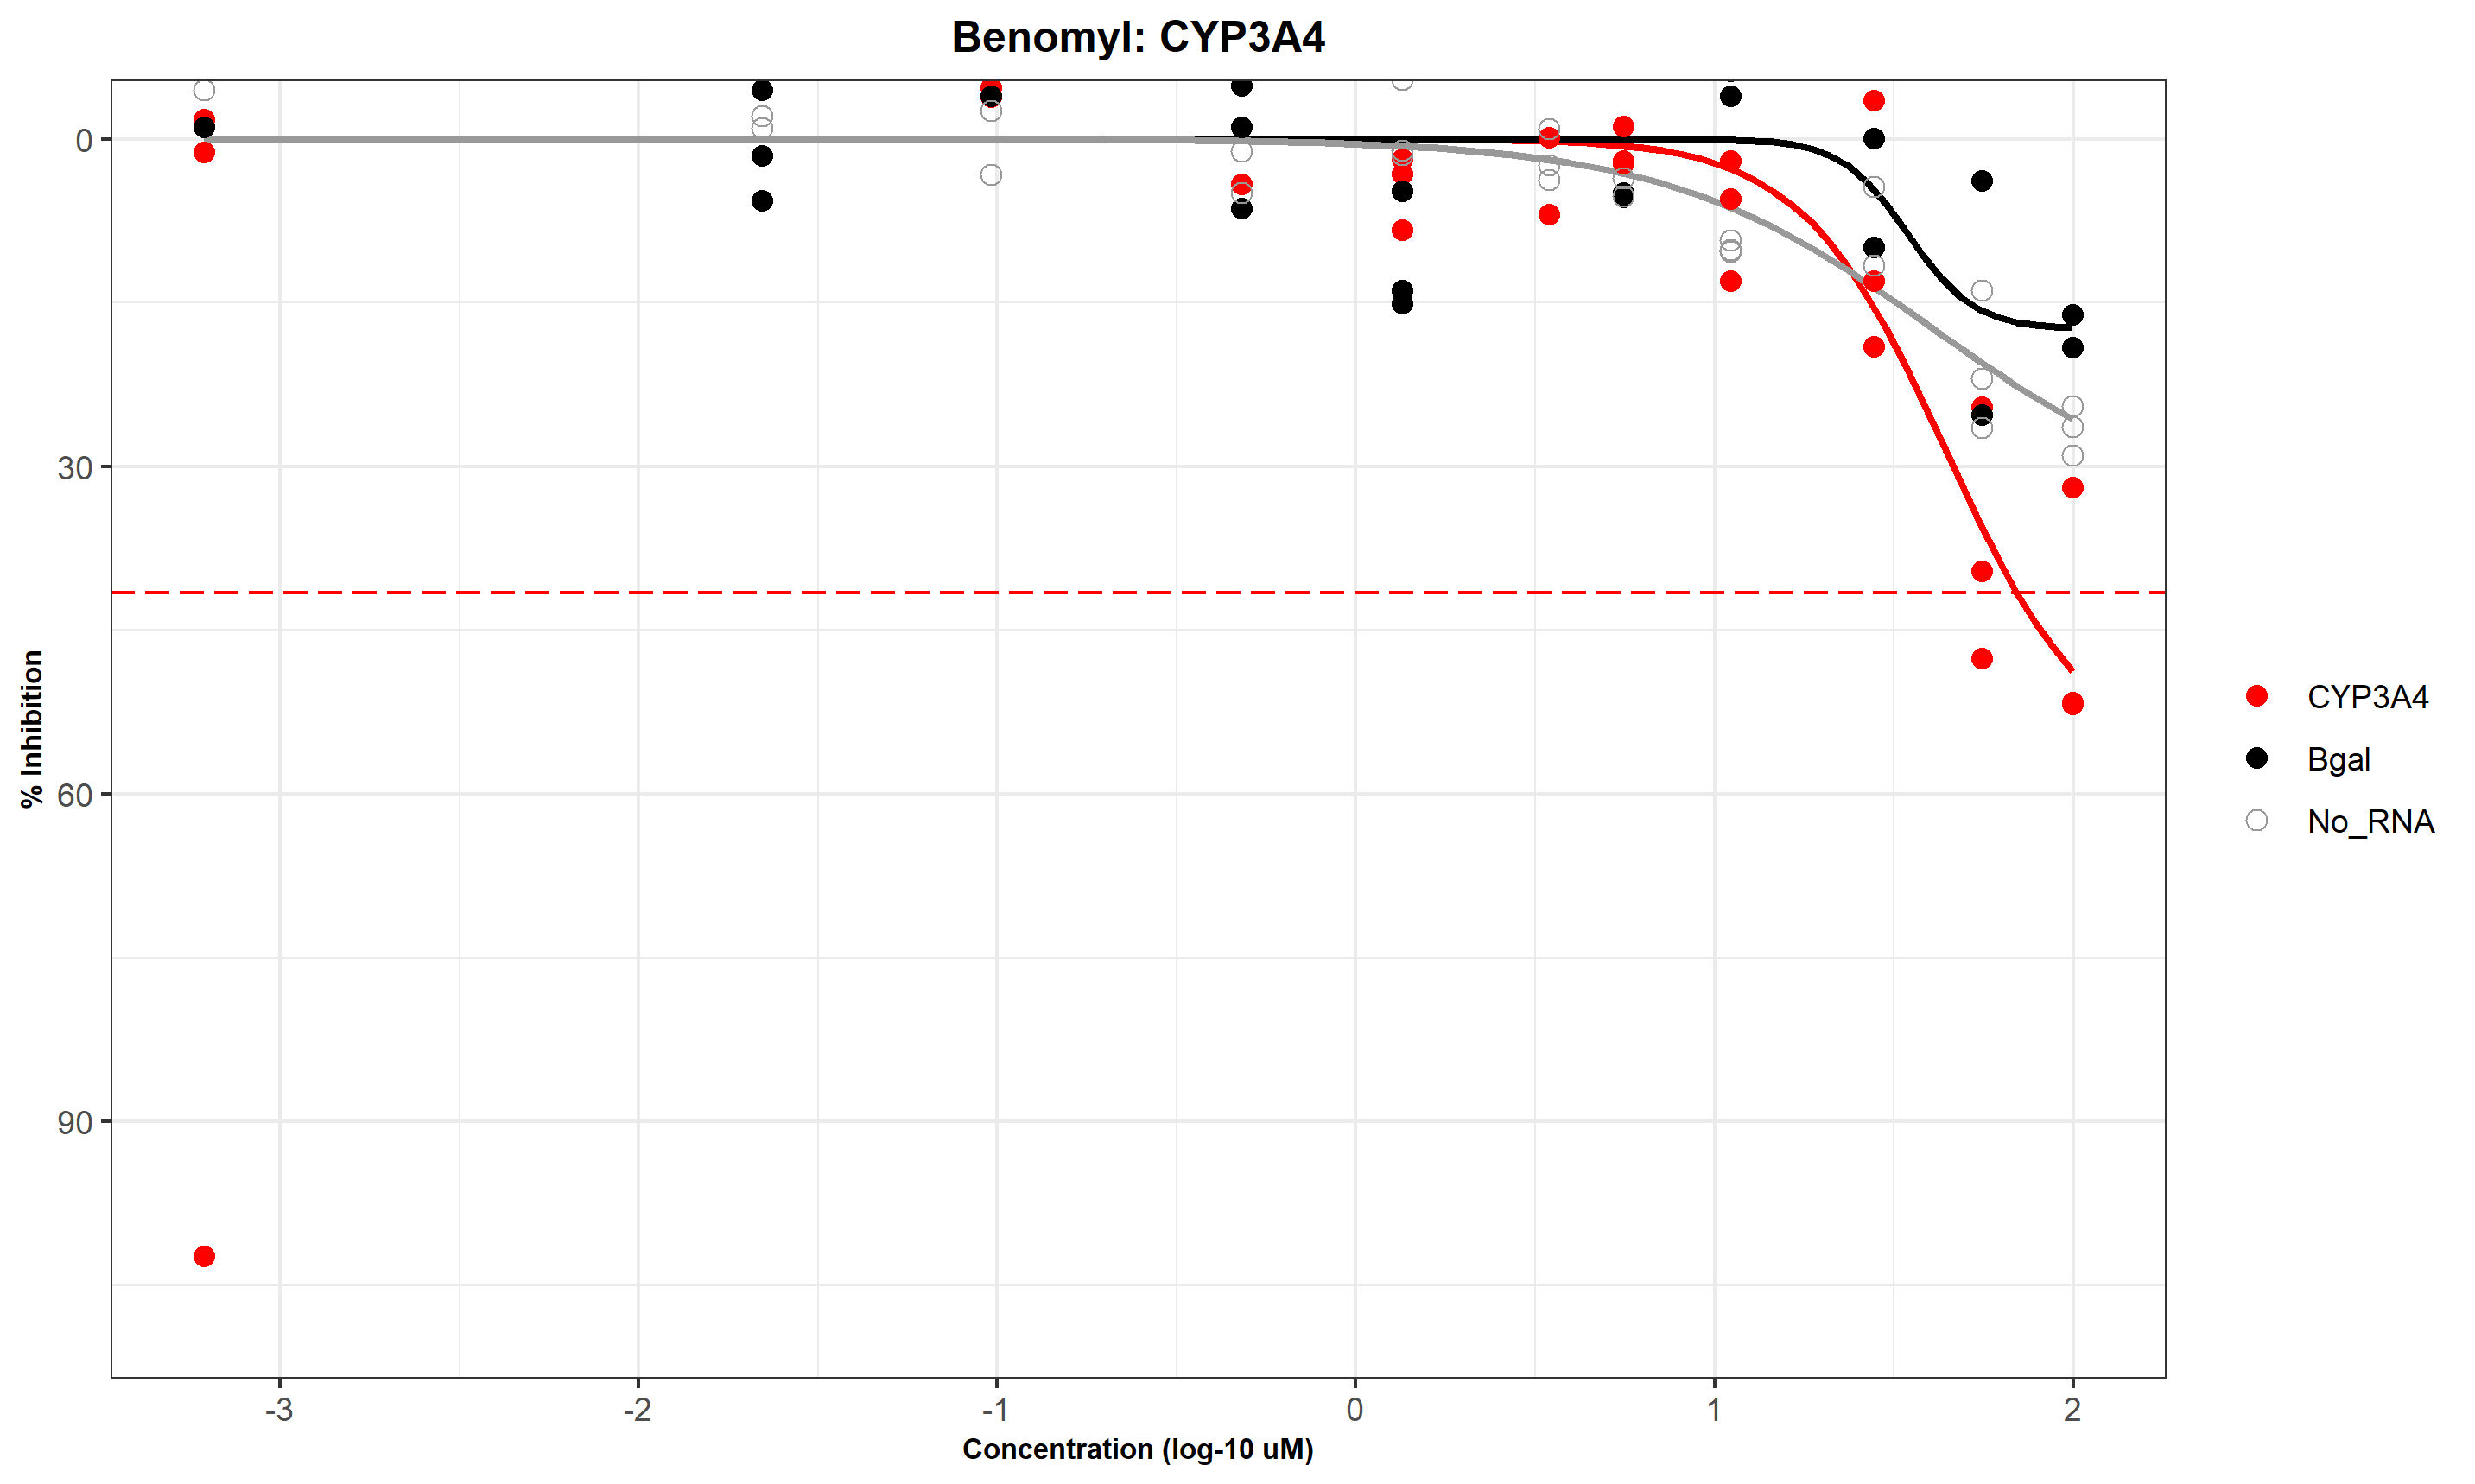 Benomyl: CYP3A4
% Inhibition
0
30
60
90
-3
-2
-1
0
1
2
Concentration (log-10 uM)
CYP3A4
Bgal
No_RNA